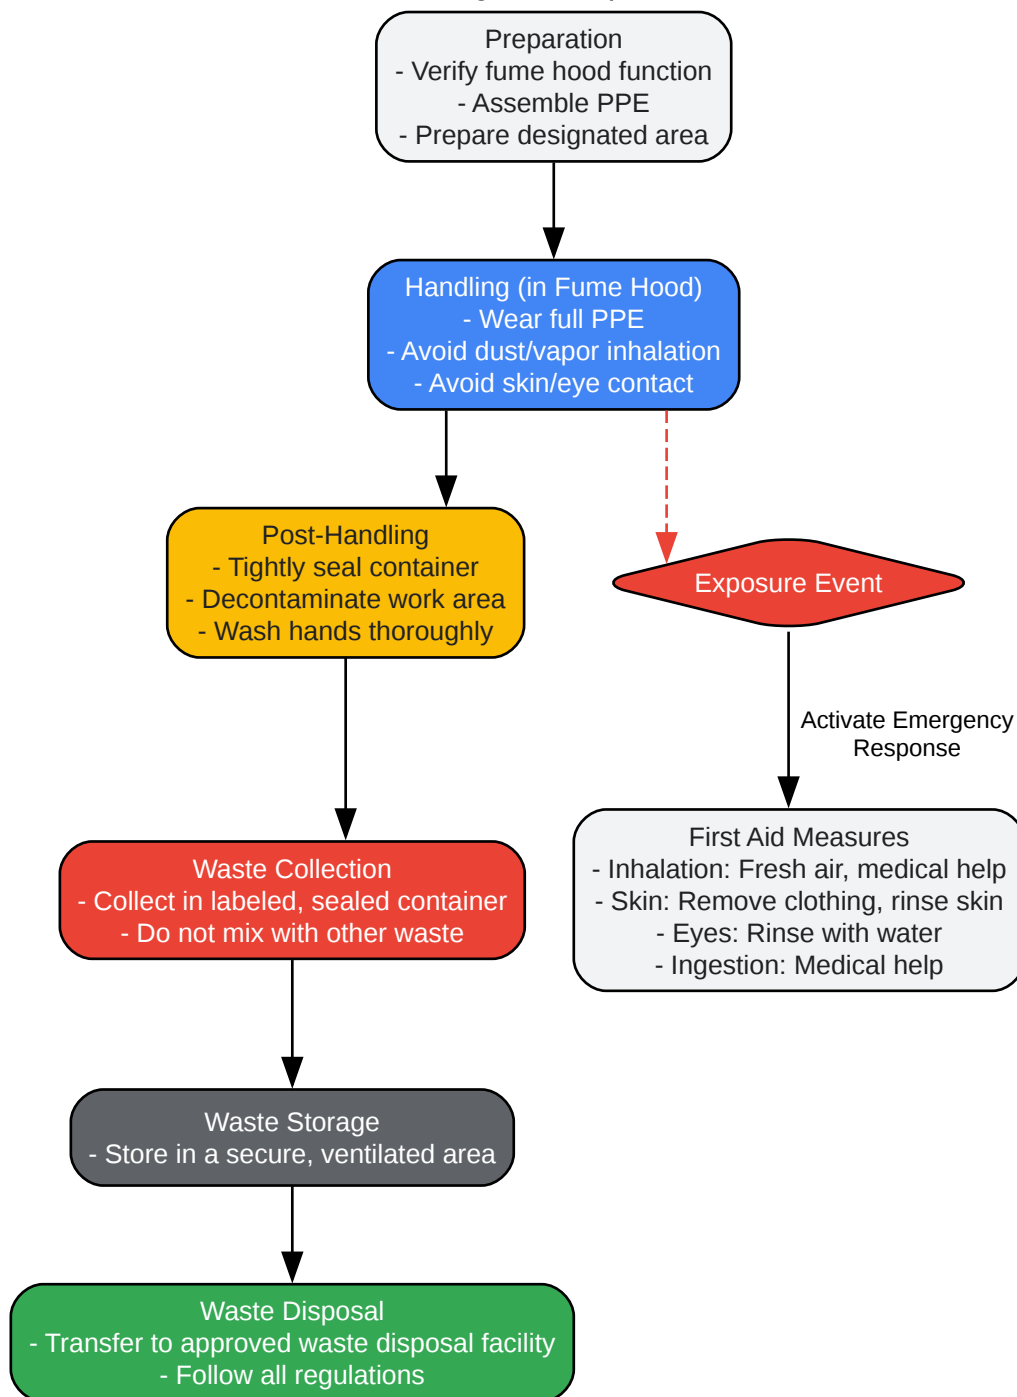 Preparation
- Verify fume hood function
- Assemble PPE
- Prepare designated area
Handling (in Fume Hood)
- Wear full PPE
- Avoid dust/vapor inhalation
- Avoid skin/eye contact
Post-Handling
- Tightly seal container
- Decontaminate work area
- Wash hands thoroughly
Exposure Event
Activate Emergency
Response
First Aid Measures
- Inhalation: Fresh air, medical help
- Skin: Remove clothing, rinse skin
- Eyes: Rinse with water
- Ingestion: Medical help
Waste Collection
- Collect in labeled, sealed container
- Do not mix with other waste
Waste Storage
- Store in a secure, ventilated area
Waste Disposal
- Transfer to approved waste disposal facility
- Follow all regulations